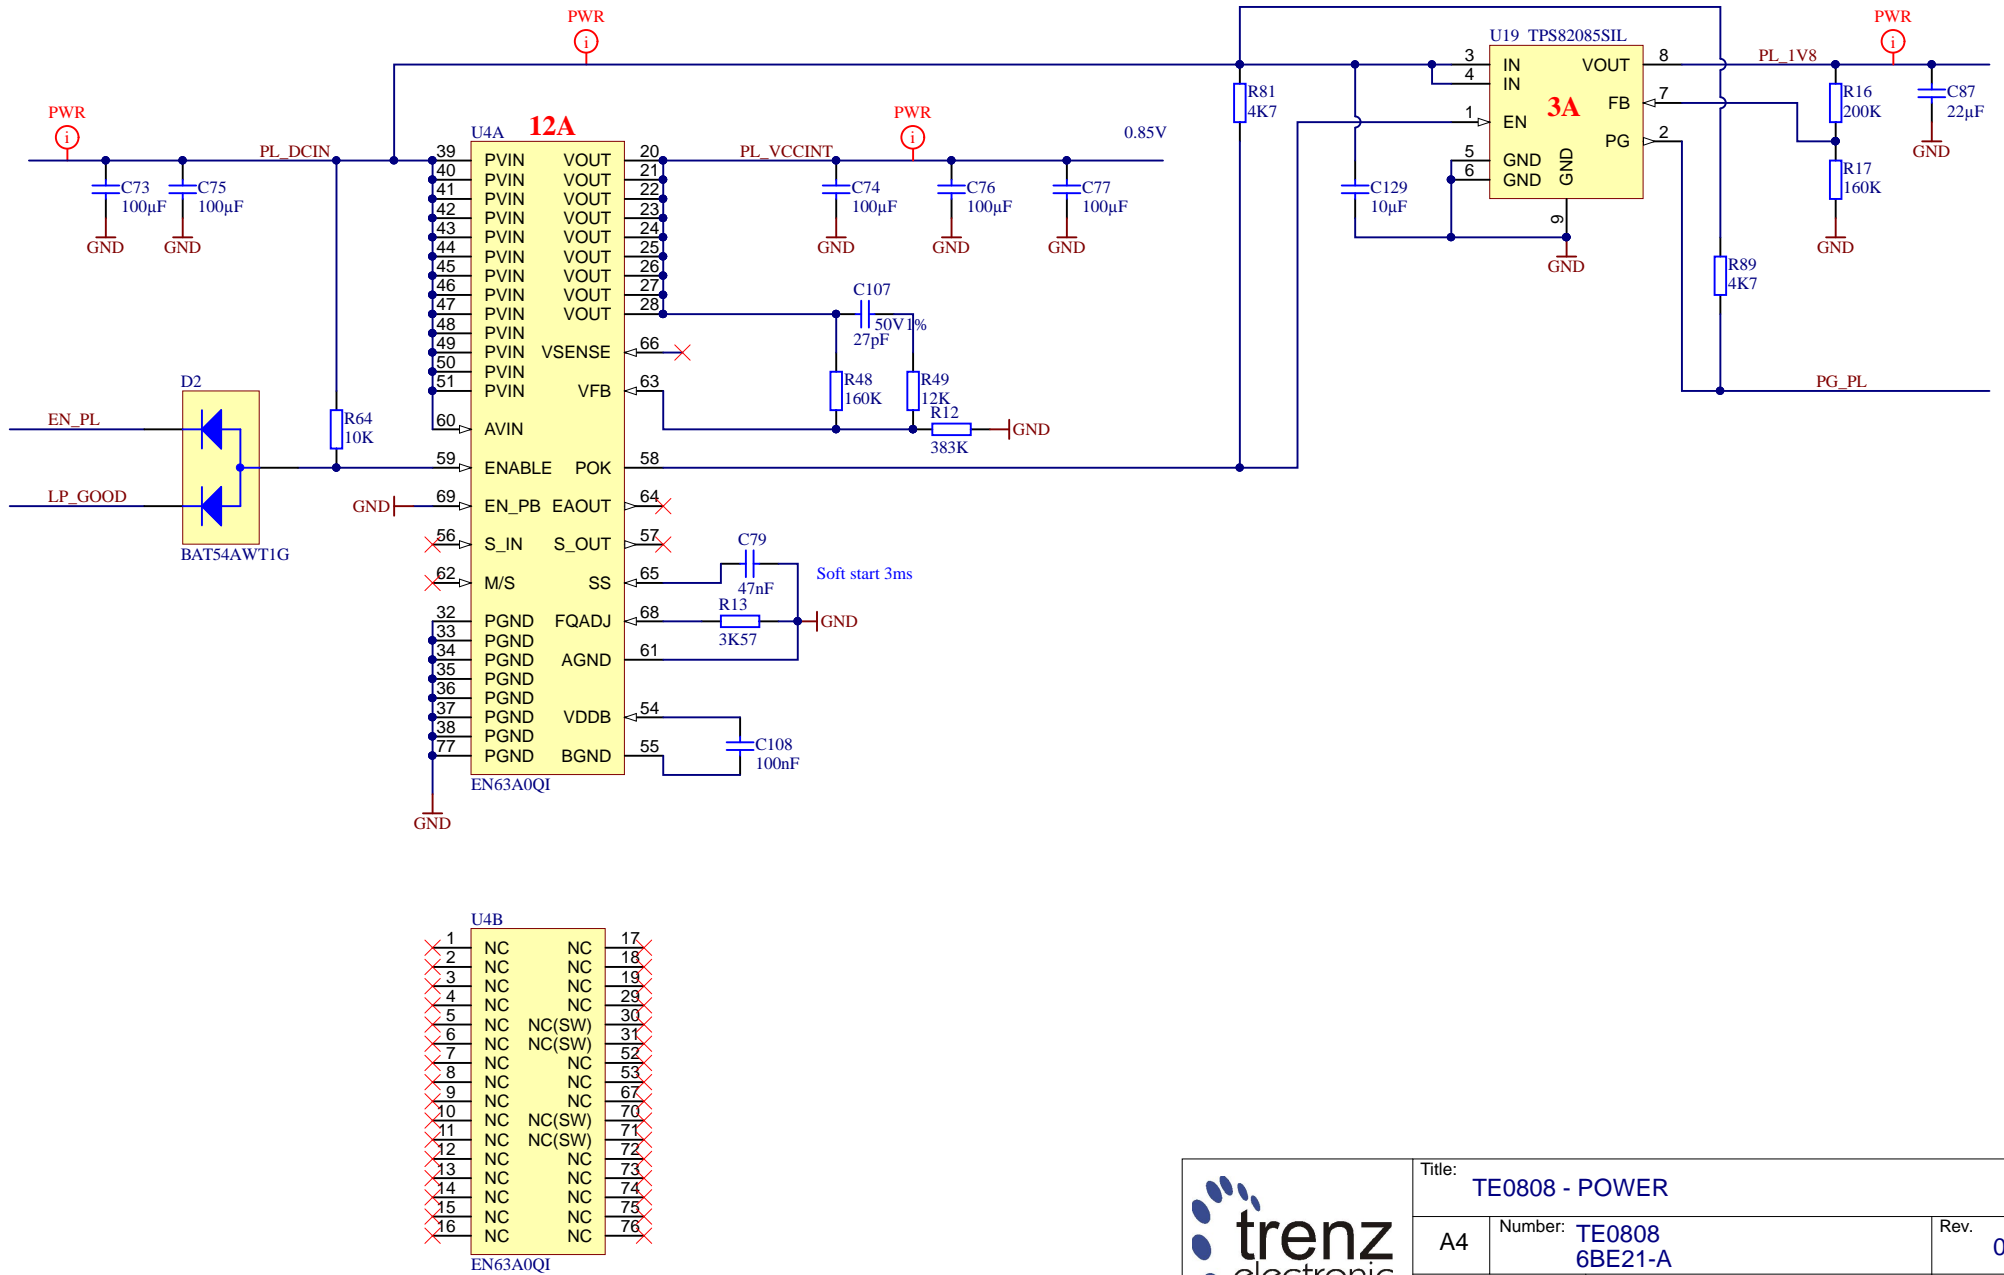 PWR
PWR
U19 TPS82085SIL
3 IN VOUT 8 PL_1V8
4 IN
R81
4K7
3A
FB 7
R16
200K
C87
22µF
GND
1 EN
PG 2
5 GND
6 GND
GND
9
GND
C129
10µF
R17
160K
GND
R89
4K7
PG_PL
PWR
PL_DCIN
C73
100µF
GND
C75
100µF
GND
U4A 12A
PWR
PL_VCCINT
0.85V
C74
100µF
GND
C76
100µF
GND
C77
100µF
GND
39 PVIN VOUT 20
40 PVIN VOUT 21
41 PVIN VOUT 22
42 PVIN VOUT 23
43 PVIN VOUT 24
44 PVIN VOUT 25
45 PVIN VOUT 26
46 PVIN VOUT 27
47 PVIN VOUT 28
48 PVIN
49 PVIN VSENSE 66
50 PVIN
51 PVIN VFB 63
60 AVIN
59 ENABLE POK 58
GND 69 EN_PB EAOUT 64
56 S_IN S_OUT 57
62 M/S SS 65
32 PGND FQADJ 68
33 PGND
34 PGND AGND 61
35 PGND
36 PGND
37 PGND VDDB 54
38 PGND
77 PGND BGND 55
EN63A0QI
GND
C107
50V1%
27pF
R48
160K
R49
12K
R12
383K
GND
D2
EN_PL
LP_GOOD
BAT54AWT1G
R64
10K
C79
47nF
Soft start 3ms
R13
3K57
GND
C108
100nF
U4B
1 NC NC 17
2 NC NC 18
3 NC NC 19
4 NC NC 29
5 NC NC(SW) 30
6 NC NC(SW) 31
7 NC NC 52
8 NC NC 53
9 NC NC 67
10 NC NC(SW) 70
11 NC NC(SW) 71
12 NC NC 72
13 NC NC 73
14 NC NC 74
15 NC NC 75
16 NC NC 76
EN63A0QI
trenz
electronic
Title:
TE0808 - POWER
A4
Number: TE0808
6BE21-A
Rev.
0